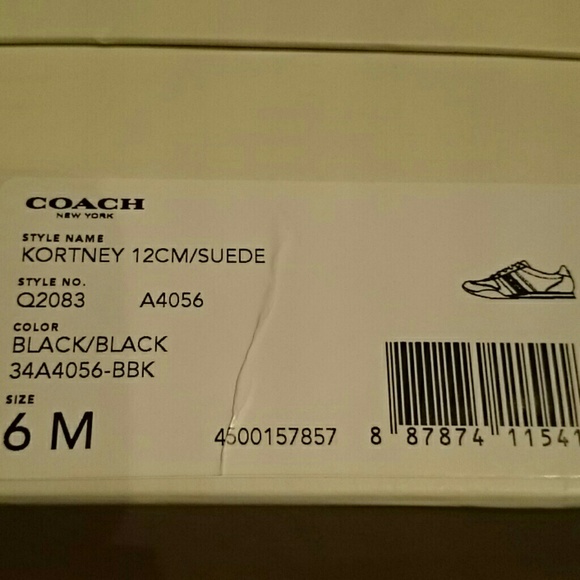 COACH
NEW YORK
STYLE NAME
KORTNEY 12CM/SUEDE
STYLE NO.
Q2083 A4056
COLOR
BLACK/BLACK
34A4056-BBK
SIZE
6 M
4500157857 8 87874 11541